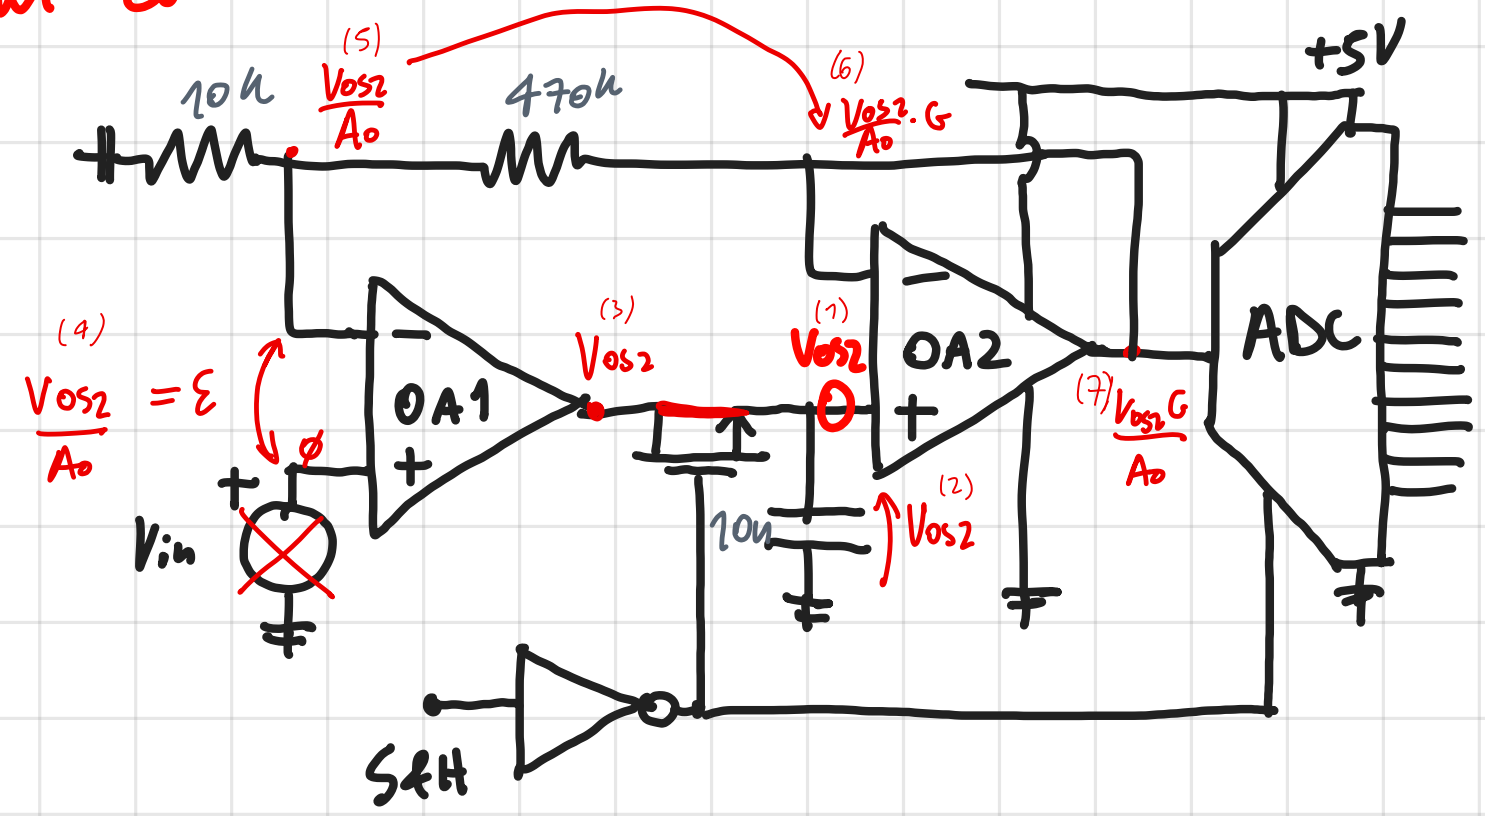 +5V
(5)
10k
Vos2
A0
470k
(6)
Vos2 . G
A0
(4)
Vos2 = ε
A0
(3)
Vos2
(1)
Vos2
−
OA1
+
−
OA2
+
ADC
(7)
Vos2 G
A0
ø
+
Vin
10n
(2)
Vos2
S&H